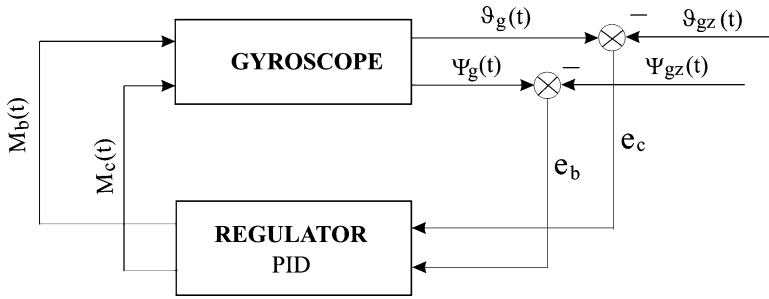 ϑg(t)
−
ϑgz(t)
GYROSCOPE
Ψg(t)
−
Ψgz(t)
Mb(t)
Mc(t)
eb
ec
REGULATOR
PID